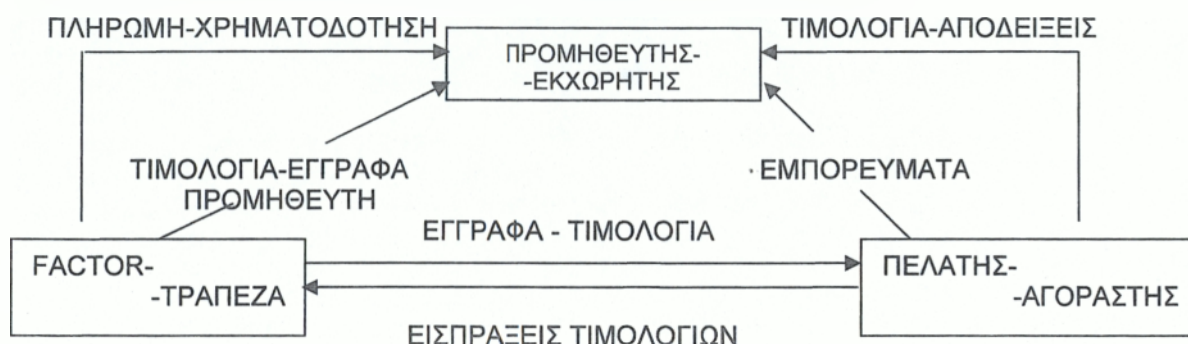 ΠΛΗΡΩΜΗ-ΧΡΗΜΑΤΟΔΟΤΗΣΗ
ΤΙΜΟΛΟΓΙΑ-ΑΠΟΔΕΙΞΕΙΣ
ΠΡΟΜΗΘΕΥΤΗΣ-
-ΕΚΧΩΡΗΤΗΣ
ΤΙΜΟΛΟΓΙΑ-ΕΓΓΡΑΦΑ
ΠΡΟΜΗΘΕΥΤΗ
ΕΜΠΟΡΕΥΜΑΤΑ
ΕΓΓΡΑΦΑ - ΤΙΜΟΛΟΓΙΑ
FACTOR-
-ΤΡΑΠΕΖΑ
ΠΕΛΑΤΗΣ-
-ΑΓΟΡΑΣΤΗΣ
ΕΙΣΠΡΑΞΕΙΣ ΤΙΜΟΛΟΓΙΩΝ